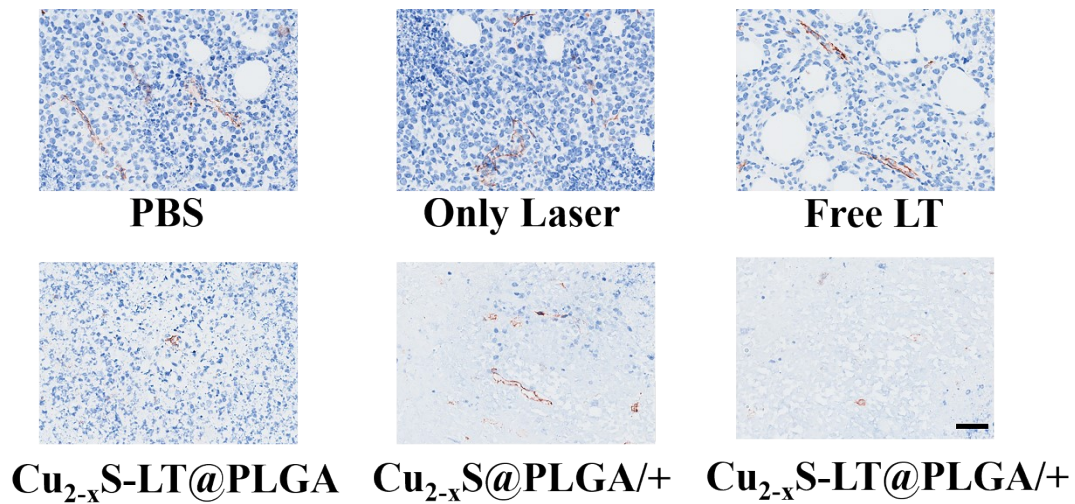 PBS
Only Laser
Free LT
Cu₂₋ₓS-LT@PLGA
Cu₂₋ₓS@PLGA/+
Cu₂₋ₓS-LT@PLGA/+